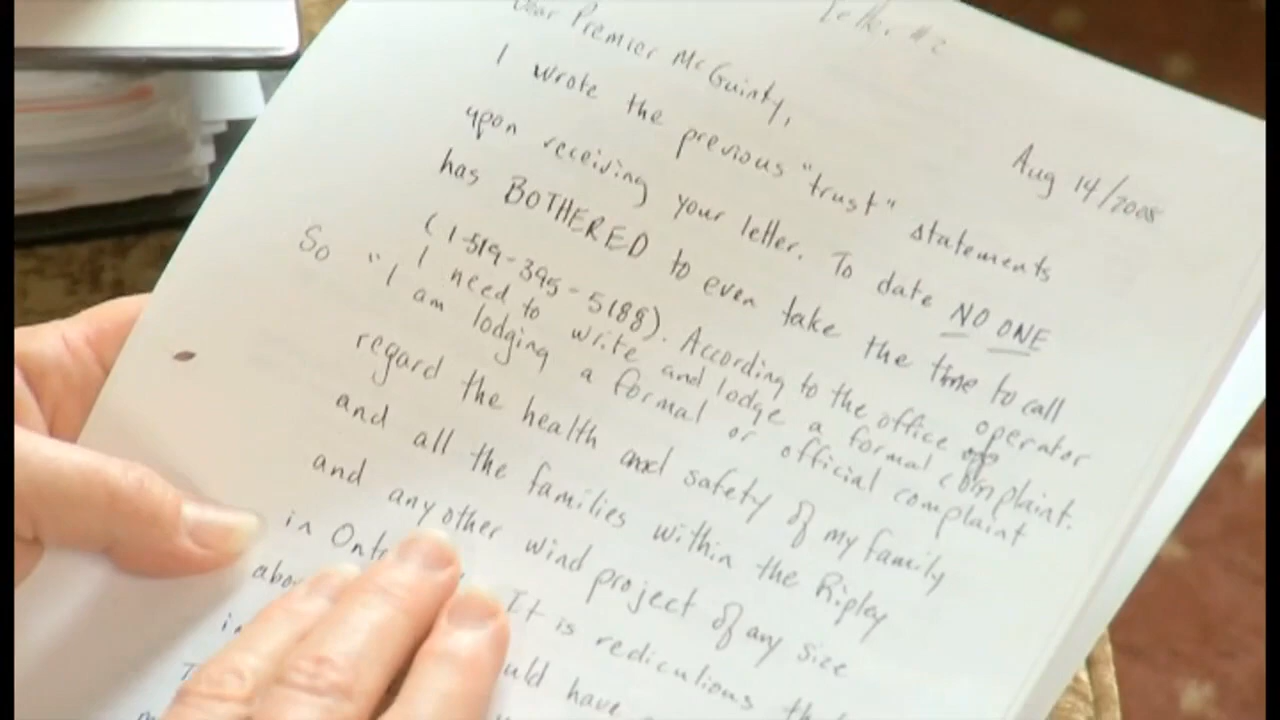 Letter #2
Dear Premier McGuinty,
Aug 14/2008
I wrote the previous "trust" statements
upon receiving your letter. To date NO ONE
has BOTHERED to even take the time to call
(1-519-395-5188). According to the office operator
I need to write and lodge a formal complaint.
So "I am lodging a formal or official complaint
regard the health and safety of my family
and all the families within the Ripley
and any other wind project of any size
in Ont
It is rediculious
have